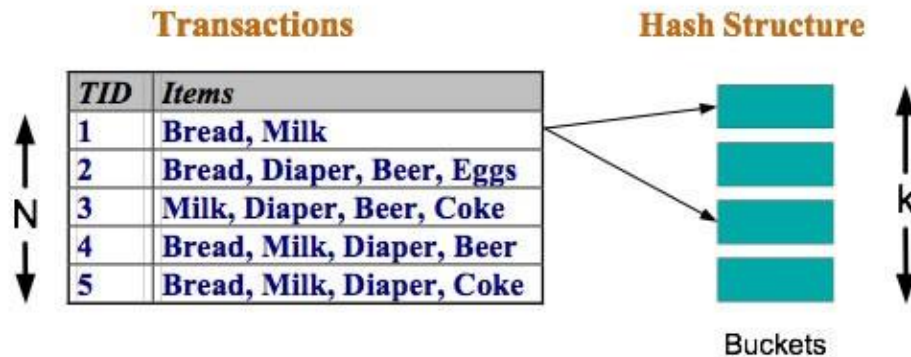 Transactions
Hash Structure
TID Items
1 Bread, Milk
2 Bread, Diaper, Beer, Eggs
3 Milk, Diaper, Beer, Coke
4 Bread, Milk, Diaper, Beer
5 Bread, Milk, Diaper, Coke
N
k
Buckets